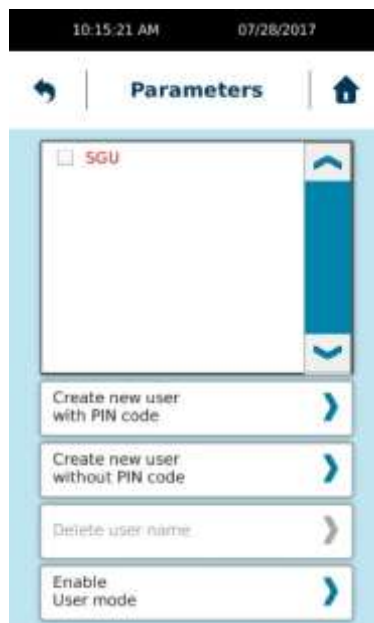 10:15:21 AM 07/28/2017
Parameters
SGU
Create new user
with PIN code
Create new user
without PIN code
Delete user name
Enable
User mode